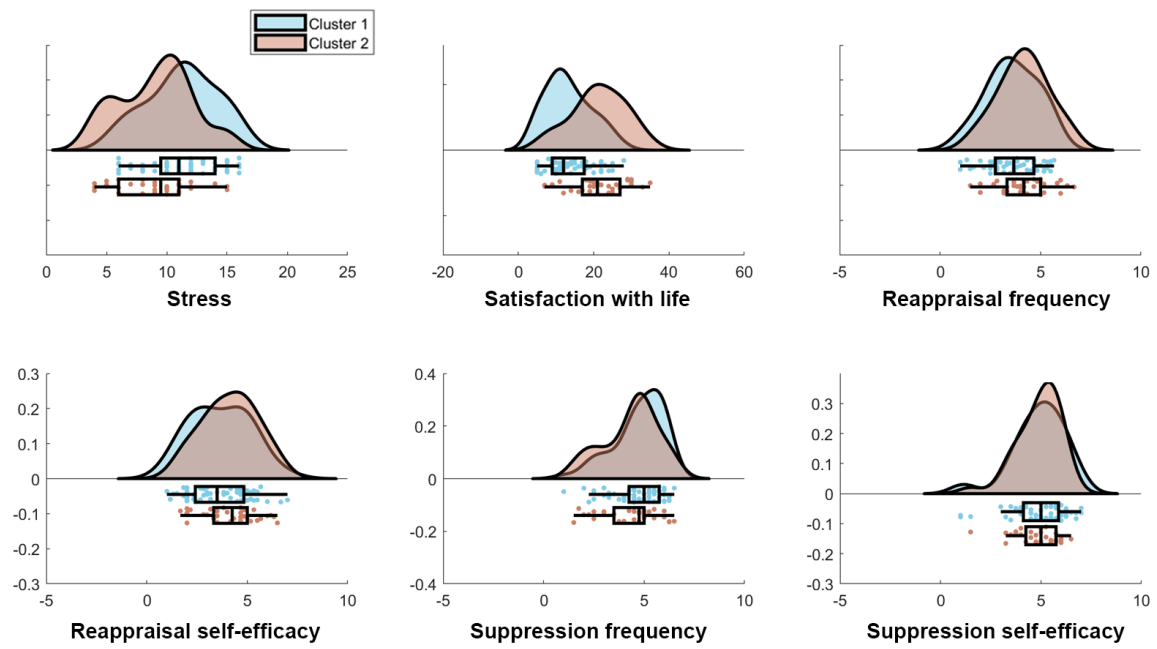 Cluster 1
Cluster 2
0 5 10 15 20 25
Stress
-20 0 20 40 60
Satisfaction with life
-5 0 5 10
Reappraisal frequency
0.3
0.2
0.1
0
-0.1
-0.2
-0.3
-5 0 5 10
Reappraisal self-efficacy
0.4
0.2
0
-0.2
-0.4
-5 0 5 10
Suppression frequency
0.3
0.2
0.1
0
-0.1
-0.2
-0.3
-5 0 5 10
Suppression self-efficacy